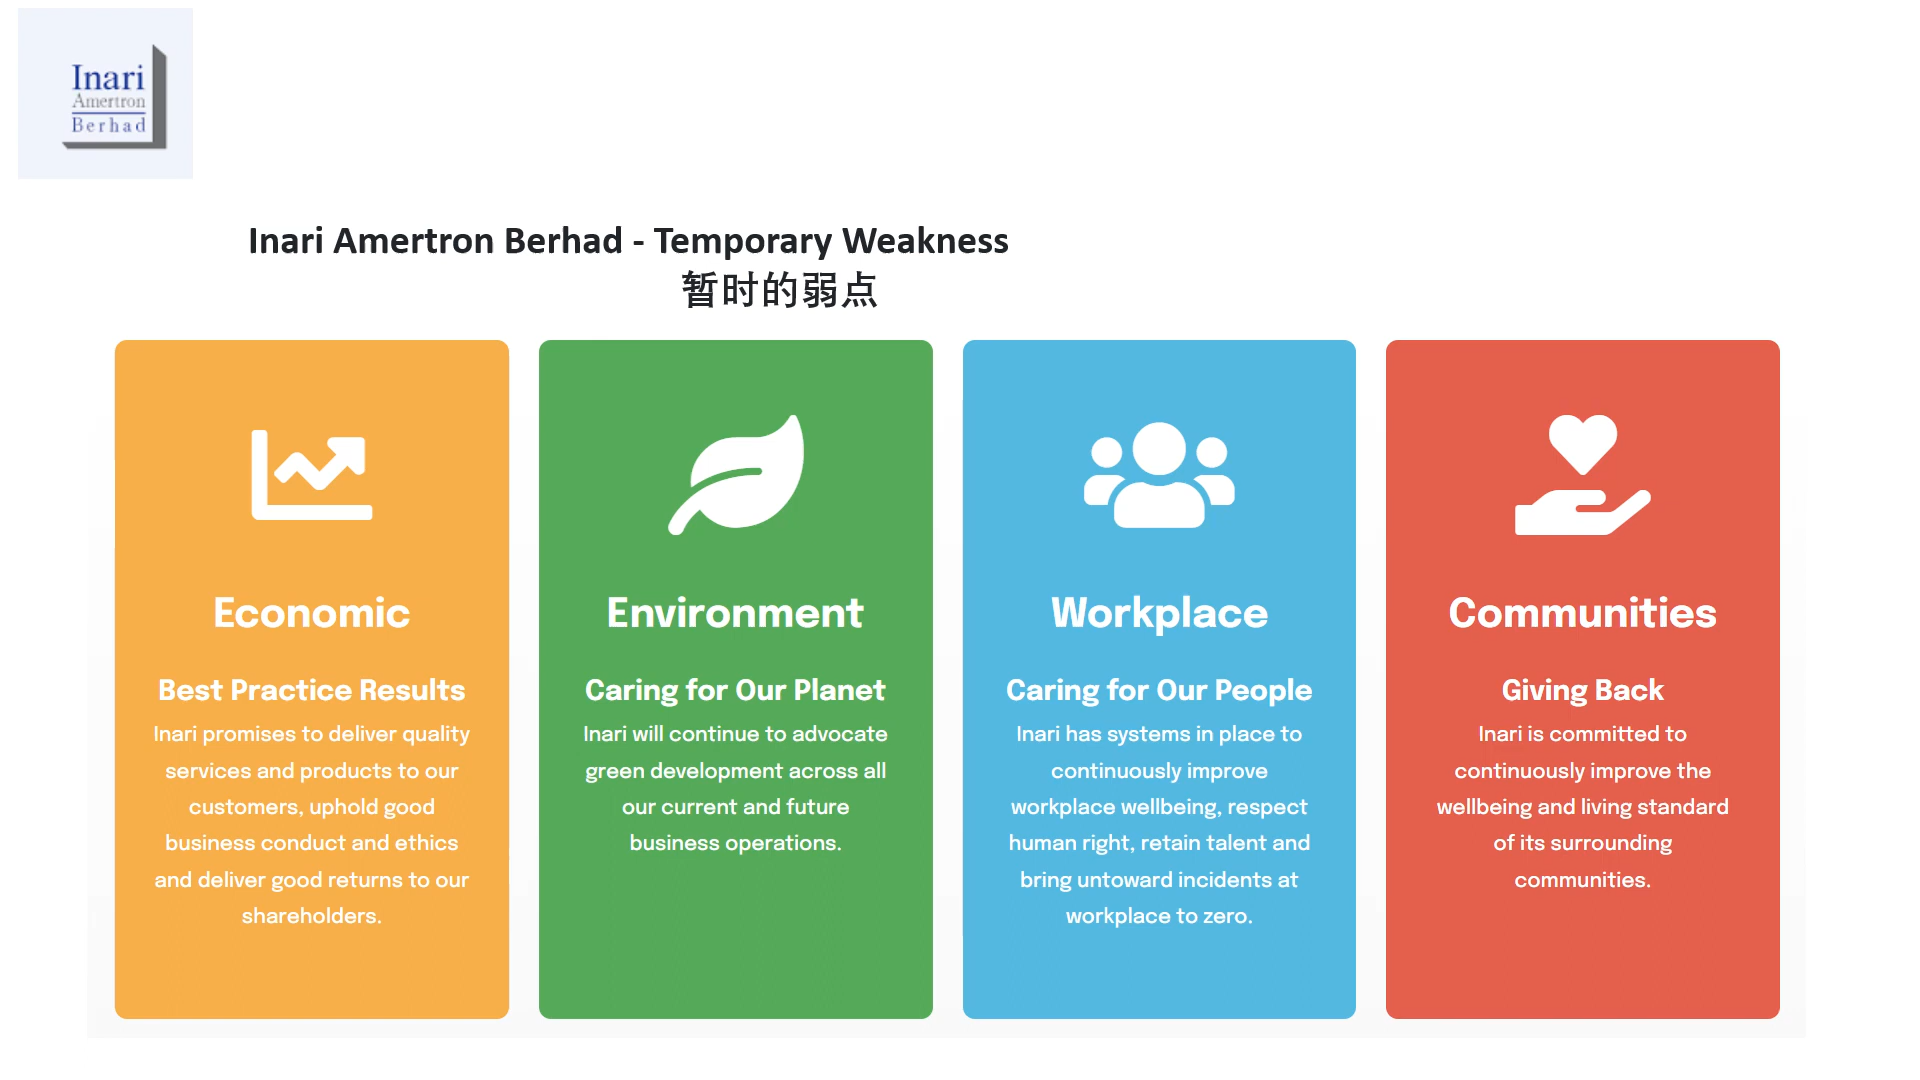 Inari
Amertron
Berhad
Inari Amertron Berhad - Temporary Weakness
暂时的弱点
Economic
Best Practice Results
Inari promises to deliver quality
services and products to our
customers, uphold good
business conduct and ethics
and deliver good returns to our
shareholders.
Environment
Caring for Our Planet
Inari will continue to advocate
green development across all
our current and future
business operations.
Workplace
Caring for Our People
Inari has systems in place to
continuously improve
workplace wellbeing, respect
human right, retain talent and
bring untoward incidents at
workplace to zero.
Communities
Giving Back
Inari is committed to
continuously improve the
wellbeing and living standard
of its surrounding
communities.